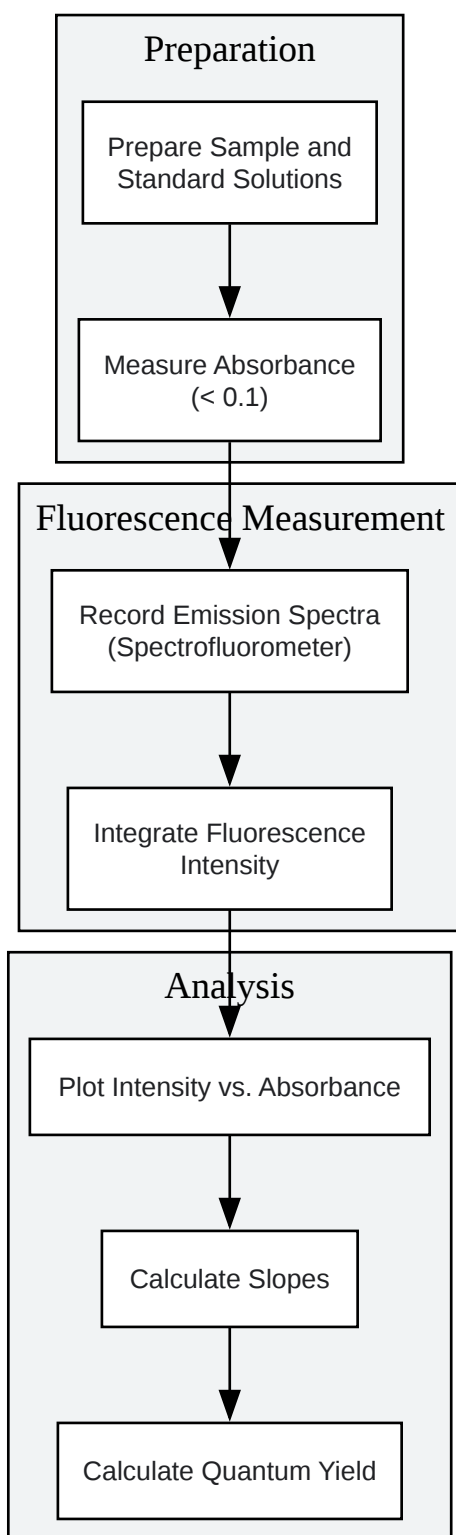 Preparation
Prepare Sample and
Standard Solutions
Measure Absorbance
(< 0.1)
Fluorescence Measurement
Record Emission Spectra
(Spectrofluorometer)
Integrate Fluorescence
Intensity
Analysis
Plot Intensity vs. Absorbance
Calculate Slopes
Calculate Quantum Yield